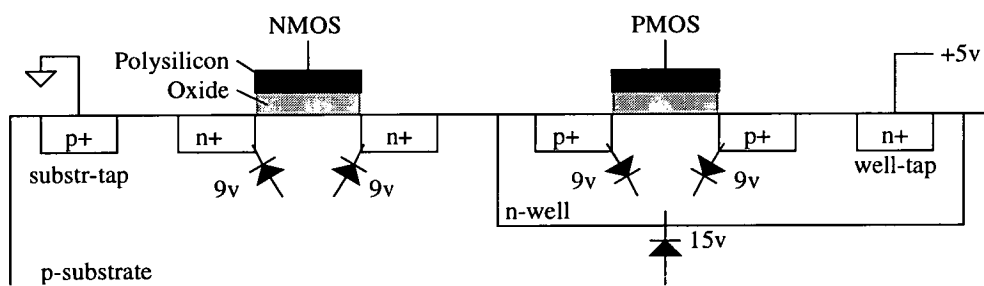 NMOS
PMOS
Polysilicon
+5v
Oxide
p+
n+
n+
p+
p+
n+
substr-tap
9v
9v
9v
9v
well-tap
n-well
15v
p-substrate